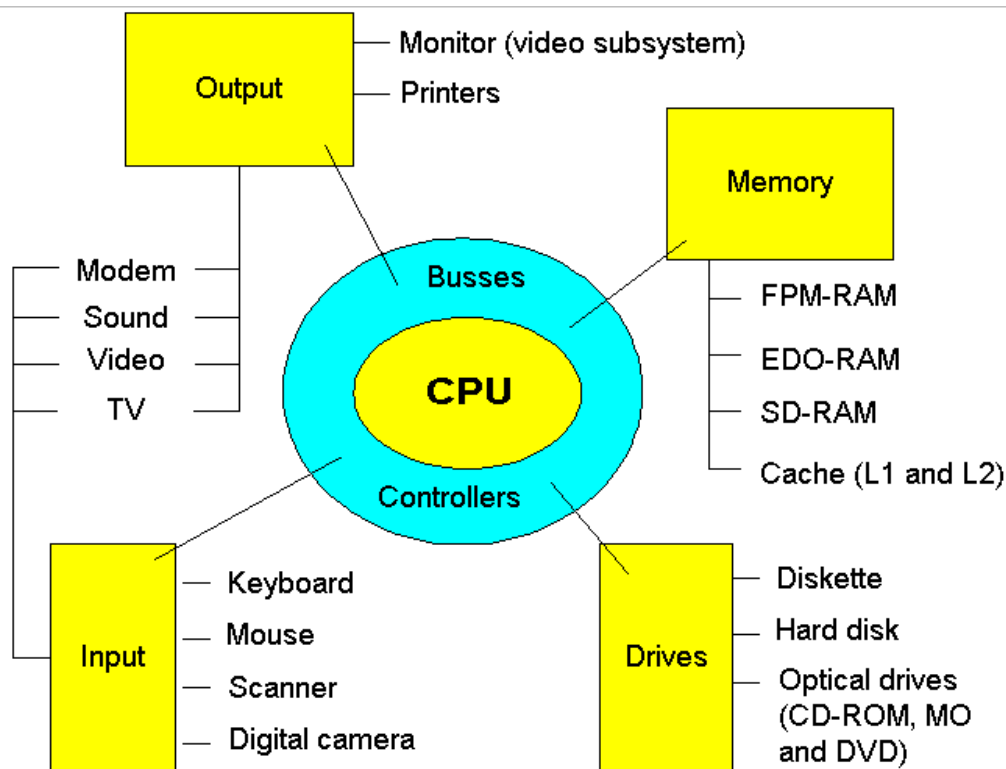 Output
Monitor (video subsystem)
Printers
Memory
FPM-RAM
EDO-RAM
SD-RAM
Cache (L1 and L2)
Modem
Sound
Video
TV
Busses
CPU
Controllers
Input
Keyboard
Mouse
Scanner
Digital camera
Drives
Diskette
Hard disk
Optical drives
(CD-ROM, MO
and DVD)